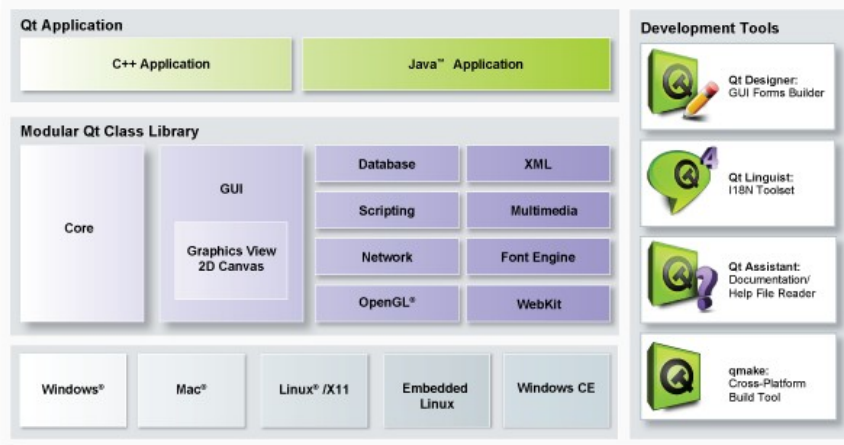 Qt Application
C++ Application
Java™ Application
Modular Qt Class Library
Core
GUI
Graphics View
2D Canvas
Database
XML
Scripting
Multimedia
Network
Font Engine
OpenGL®
WebKit
Windows®
Mac®
Linux® /X11
Embedded
Linux
Windows CE
Development Tools
Qt Designer:
GUI Forms Builder
4
Qt Linguist:
I18N Toolset
?
Qt Assistant:
Documentation/
Help File Reader
qmake:
Cross-Platform
Build Tool